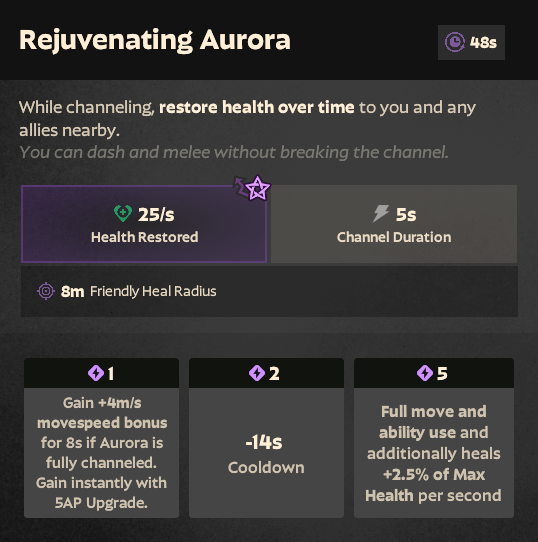 Rejuvenating Aurora
48s
While channeling, restore health over time to you and any
allies nearby.
You can dash and melee without breaking the channel.
25/s
Health Restored
5s
Channel Duration
8m Friendly Heal Radius
1
Gain +4m/s
movespeed bonus
for 8s if Aurora is
fully channeled.
Gain instantly with
5AP Upgrade.
2
-14s
Cooldown
5
Full move and
ability use and
additionally heals
+2.5% of Max
Health per second